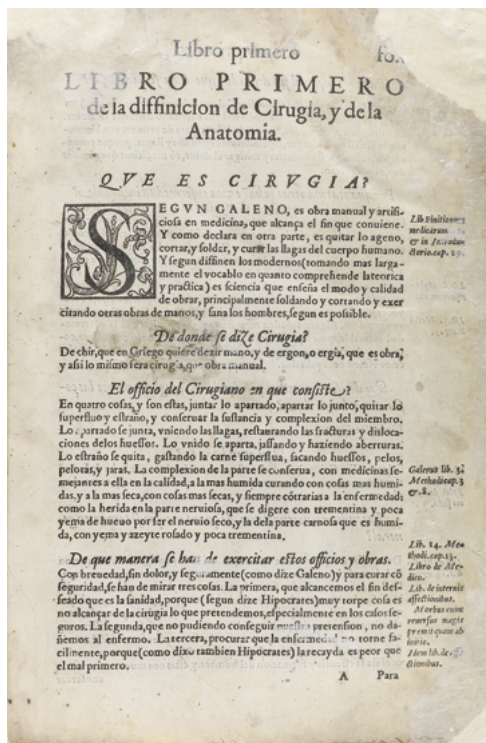 Libro primero fo.
LIBRO PRIMERO
de la diffinicion de Cirugia, y de la
Anatomia.
QVE ES CIRVGIA?
SEGVN GALENO, es obra manual y artifi-
ciosa en medicina, que alcança el fin que conuiene.
Y como declara en otra parte, es quitar lo ageno,
cortar, y soldar, y curar las llagas del cuerpo humano.
Y segun diffinen los modernos (tomando mas larga-
mente el vocablo en quanto comprehende la teorica
y practica) es sciencia que enseña el modo y calidad
de obrar, principalmente soldando y cortando y exer
citando otras obras de manos, y sana los hombres, segun es possible.
Lib. Finitiones
medicarum
& in Introdu
ctorio. cap. 29.
De donde se dize Cirugia?
De chir, que en Griego quiere dezir mano, y de ergon, o ergia, que es obra,
y assi lo mismo sera cirugia, que obra manual.
El officio del Cirugiano en que consiste?
En quatro cosas, y son estas, juntar lo apartado, apartar lo junto, quitar lo
superfluo y estraño, y conseruar la sustancia y complexion del miembro.
Lo apartado se junta, vniendo las llagas, restaurando las fracturas y disloca-
ciones delos huessos. Lo vnido se aparta, jassando y haziendo aberturas.
Lo estraño se quita, gastando la carne superflua, sacando huessos, pelos,
pelotas, y jaras. La complexion de la parte se conserua, con medicinas se-
mejantes a ella en la calidad, a la mas humida curando con cosas mas humi-
das, y a la mas seca, con cosas mas secas, y siempre cõtrarias a la enfermedad:
como la herida en la parte neruiosa, que se digere con trementina y poca
yema de hueuo por ser el neruio seco, y la dela parte carnosa que es humi-
da, con yema y azeyte rosado y poca trementina.
Galenus lib. 3.
Methodi cap. 3
& 8.
De que manera se han de exercitar estos officios y obras.
Con breuedad, sin dolor, y seguramente (como dize Galeno) y para curar cõ
seguridad, se han de mirar tres cosas. La primera, que alcancemos el fin des-
seado que es la sanidad, porque (segun dize Hipocrates) muy torpe cosa es
no alcançar de la cirugia lo que pretendemos, especialmente en los casos se-
guros. La segunda, que no pudiendo conseguir nuestra pretension, no da-
ñemos al enfermo. La tercera, procurar que la enfermedad no torne fa-
cilmente, porque (como dixo tambien Hipocrates) la recayda es peor que
el mal primero.
Lib. 14. Me-
thodi. cap. 13.
Libro de Me-
dico.
Lib. de internis
affectionibus.
Morbus enim
reuersus magis
premit quam ab
initio.
Idem lib. de affe
ctionibus.
A Para